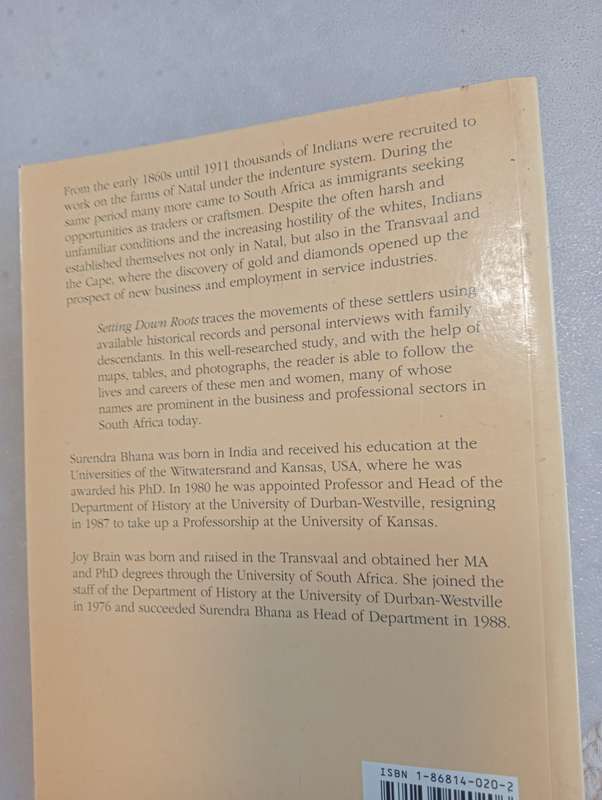 From the early 1860s until 1911 thousands of Indians were recruited to
work on the farms of Natal under the indenture system. During the
same period many more came to South Africa as immigrants seeking
opportunities as traders or craftsmen. Despite the often harsh and
unfamiliar conditions and the increasing hostility of the whites, Indians
established themselves not only in Natal, but also in the Transvaal and
the Cape, where the discovery of gold and diamonds opened up the
prospect of new business and employment in service industries.
Setting Down Roots traces the movements of these settlers using
available historical records and personal interviews with family
descendants. In this well-researched study, and with the help of
maps, tables, and photographs, the reader is able to follow the
lives and careers of these men and women, many of whose
names are prominent in the business and professional sectors in
South Africa today.
Surendra Bhana was born in India and received his education at the
Universities of the Witwatersrand and Kansas, USA, where he was
awarded his PhD. In 1980 he was appointed Professor and Head of the
Department of History at the University of Durban-Westville, resigning
in 1987 to take up a Professorship at the University of Kansas.
Joy Brain was born and raised in the Transvaal and obtained her MA
and PhD degrees through the University of South Africa. She joined the
staff of the Department of History at the University of Durban-Westville
in 1976 and succeeded Surendra Bhana as Head of Department in 1988.
ISBN 1-86814-020-2